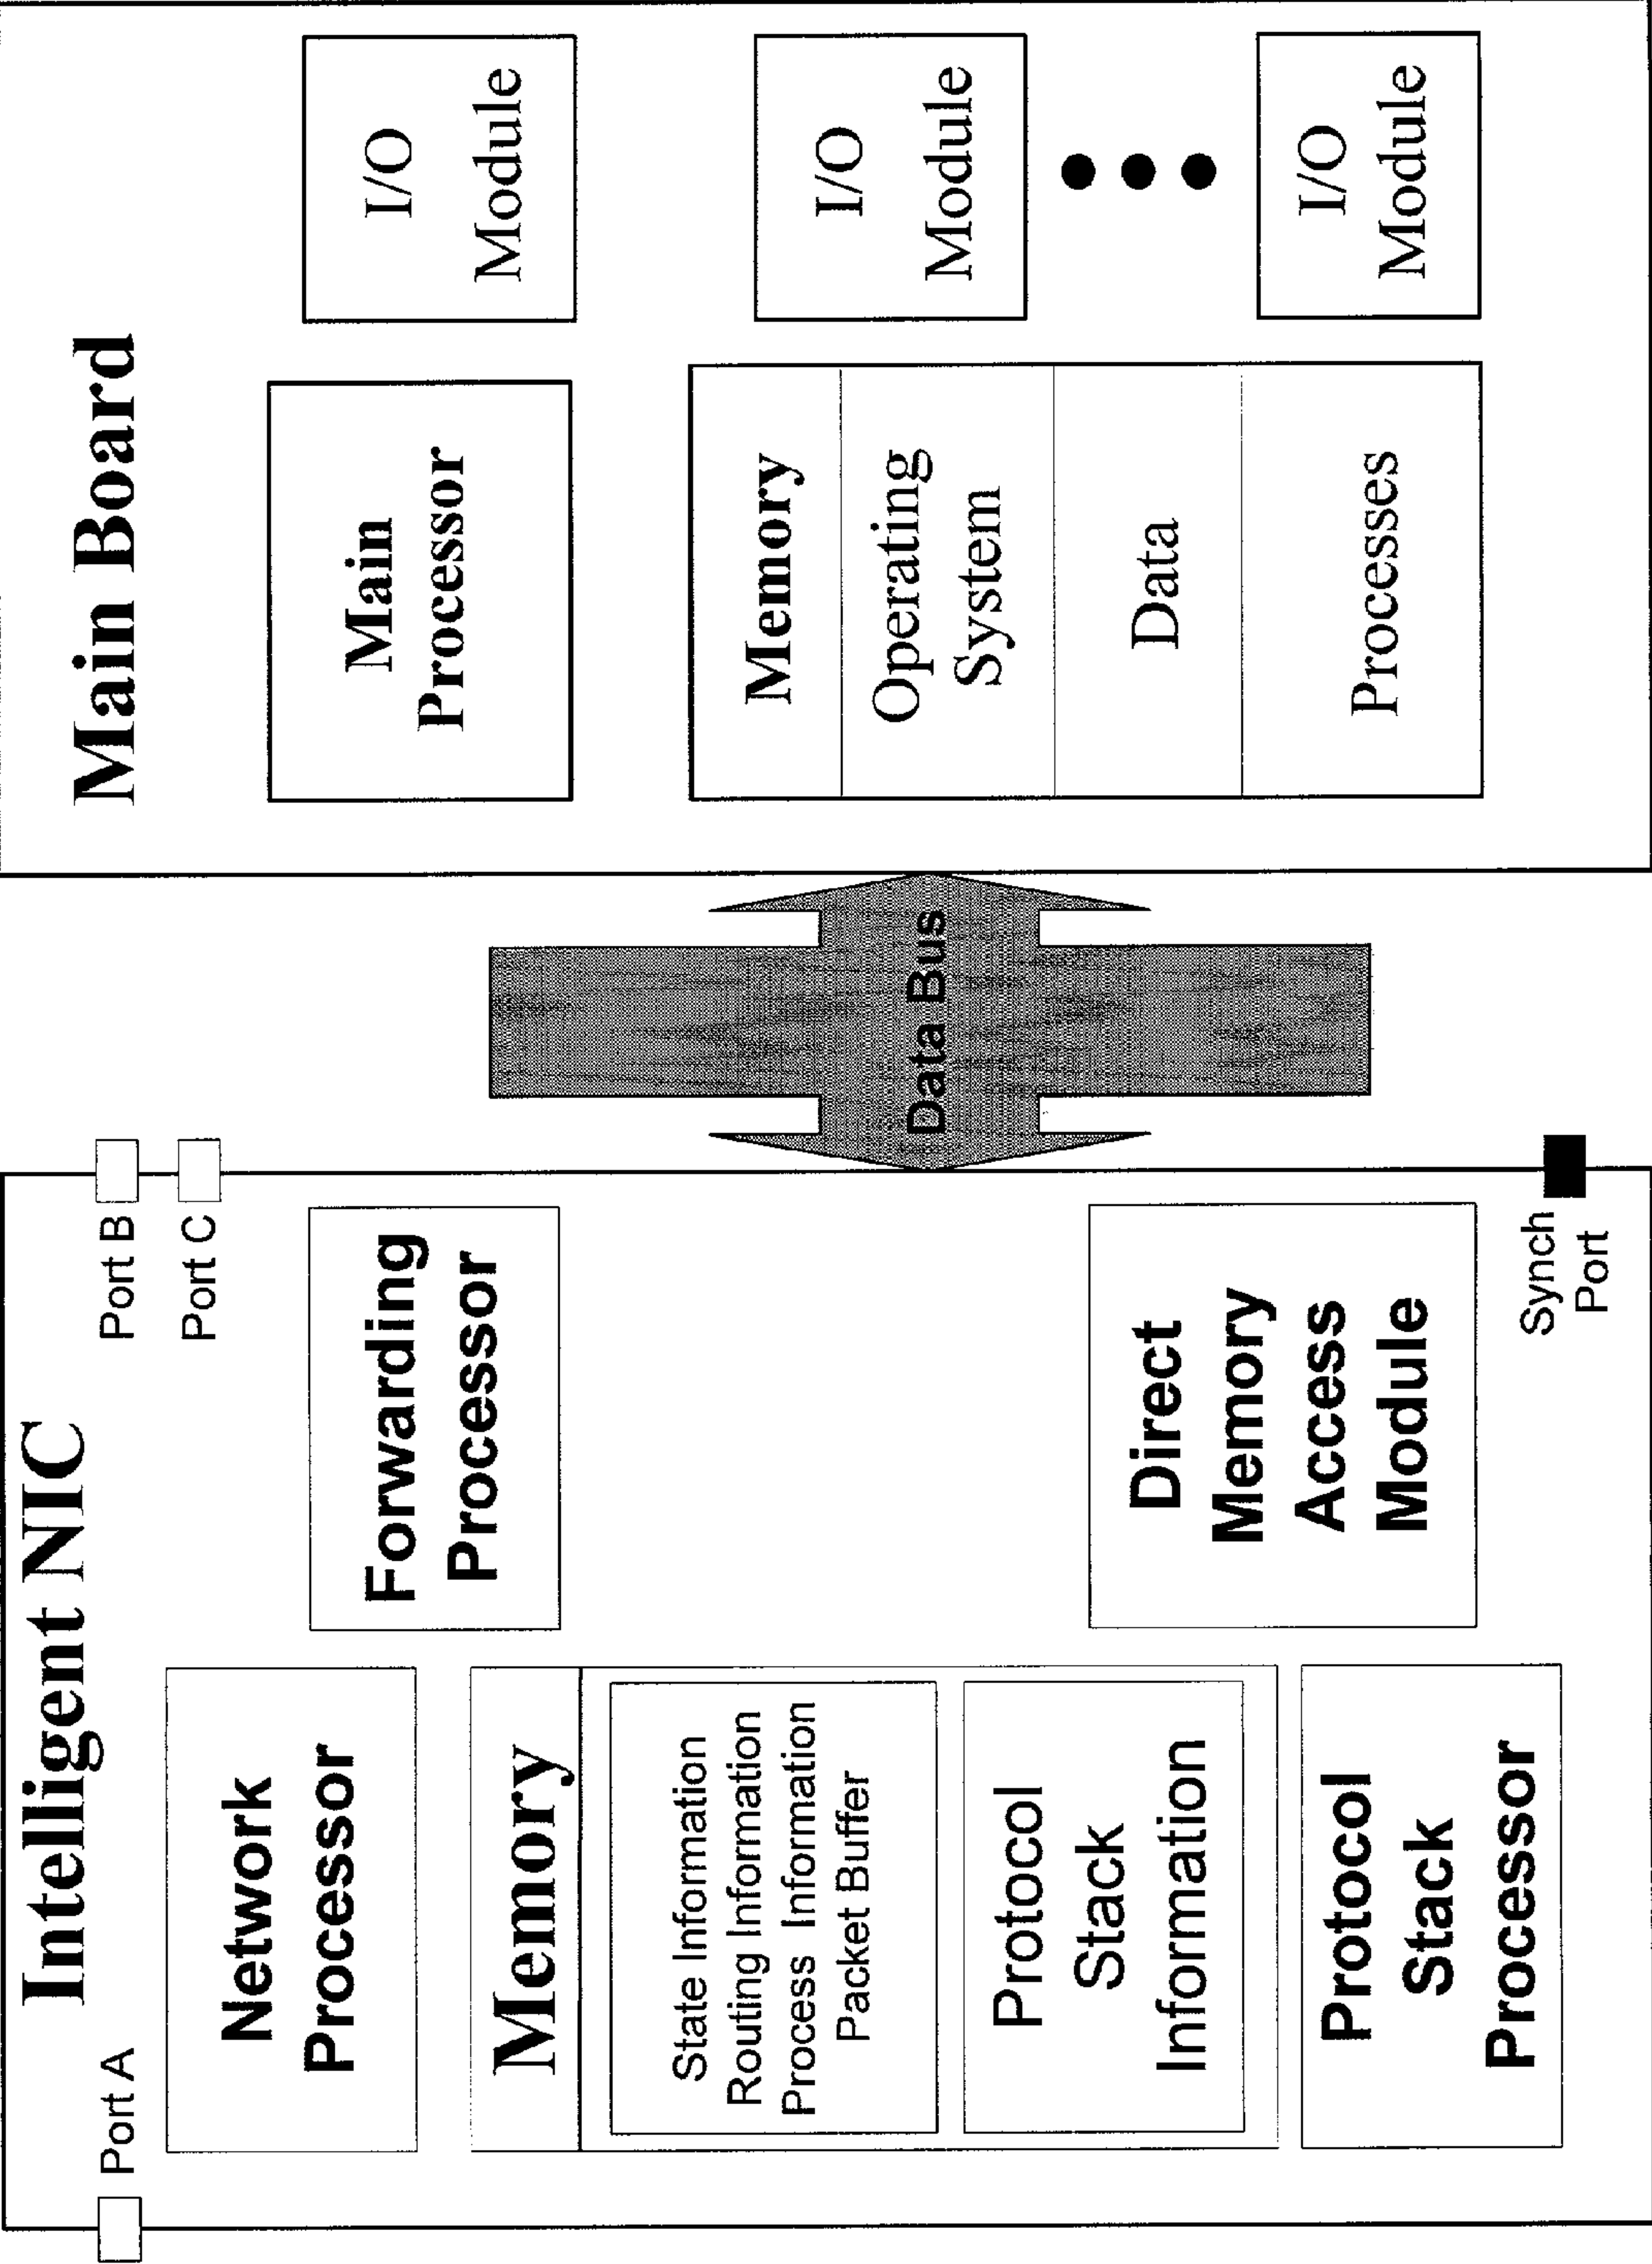 Intelligent NIC
Port A
Port B
Port C
Network
Processor
Forwarding
Processor
Memory
State Information
Routing Information
Process Information
Packet Buffer
Protocol
Stack
Information
Protocol
Stack
Processor
Direct
Memory
Access
Module
Synch
Port
Data Bus
Main Board
Main
Processor
I/O
Module
Memory
Operating
System
Data
Processes
I/O
Module
I/O
Module